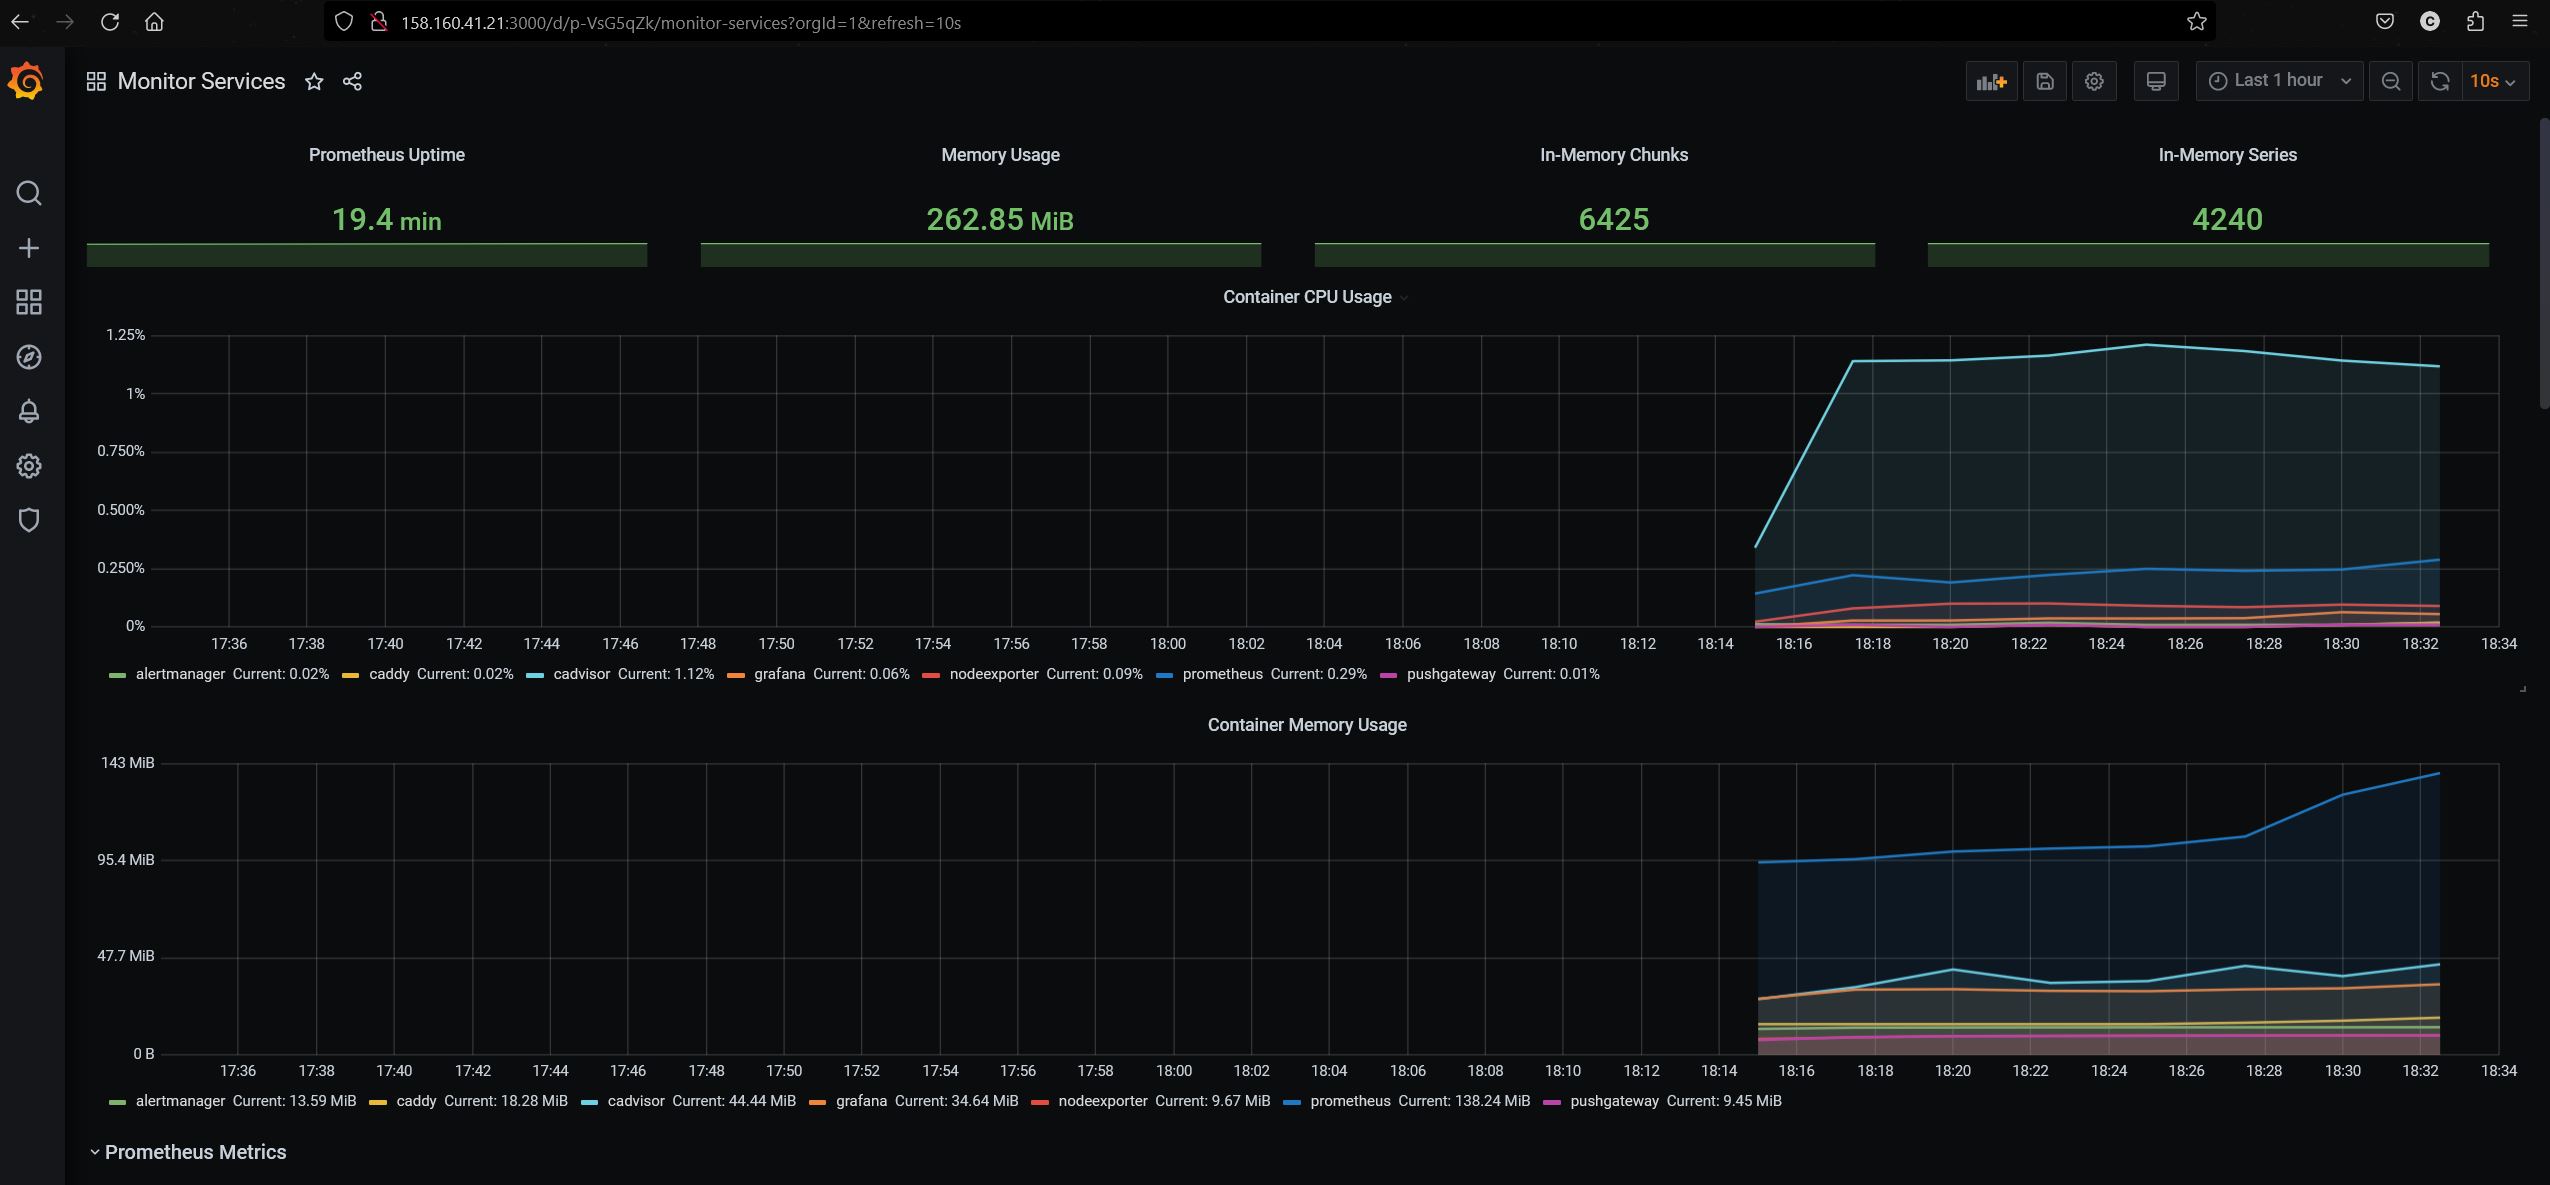 158.160.41.21:3000/d/p-VsG5qZk/monitor-services?orgId=1&refresh=10s
Monitor Services
Last 1 hour
10s
Prometheus Uptime
Memory Usage
In-Memory Chunks
In-Memory Series
19.4 min
262.85 MiB
6425
4240
Container CPU Usage
1.25%
1%
0.750%
0.500%
0.250%
0%
17:36 17:38 17:40 17:42 17:44 17:46 17:48 17:50 17:52 17:54 17:56 17:58 18:00 18:02 18:04 18:06 18:08 18:10 18:12 18:14 18:16 18:18 18:20 18:22 18:24 18:26 18:28 18:30 18:32 18:34
alertmanager Current: 0.02% caddy Current: 0.02% cadvisor Current: 1.12% grafana Current: 0.06% nodeexporter Current: 0.09% prometheus Current: 0.29% pushgateway Current: 0.01%
Container Memory Usage
143 MiB
95.4 MiB
47.7 MiB
0 B
17:36 17:38 17:40 17:42 17:44 17:46 17:48 17:50 17:52 17:54 17:56 17:58 18:00 18:02 18:04 18:06 18:08 18:10 18:12 18:14 18:16 18:18 18:20 18:22 18:24 18:26 18:28 18:30 18:32 18:34
alertmanager Current: 13.59 MiB caddy Current: 18.28 MiB cadvisor Current: 44.44 MiB grafana Current: 34.64 MiB nodeexporter Current: 9.67 MiB prometheus Current: 138.24 MiB pushgateway Current: 9.45 MiB
Prometheus Metrics